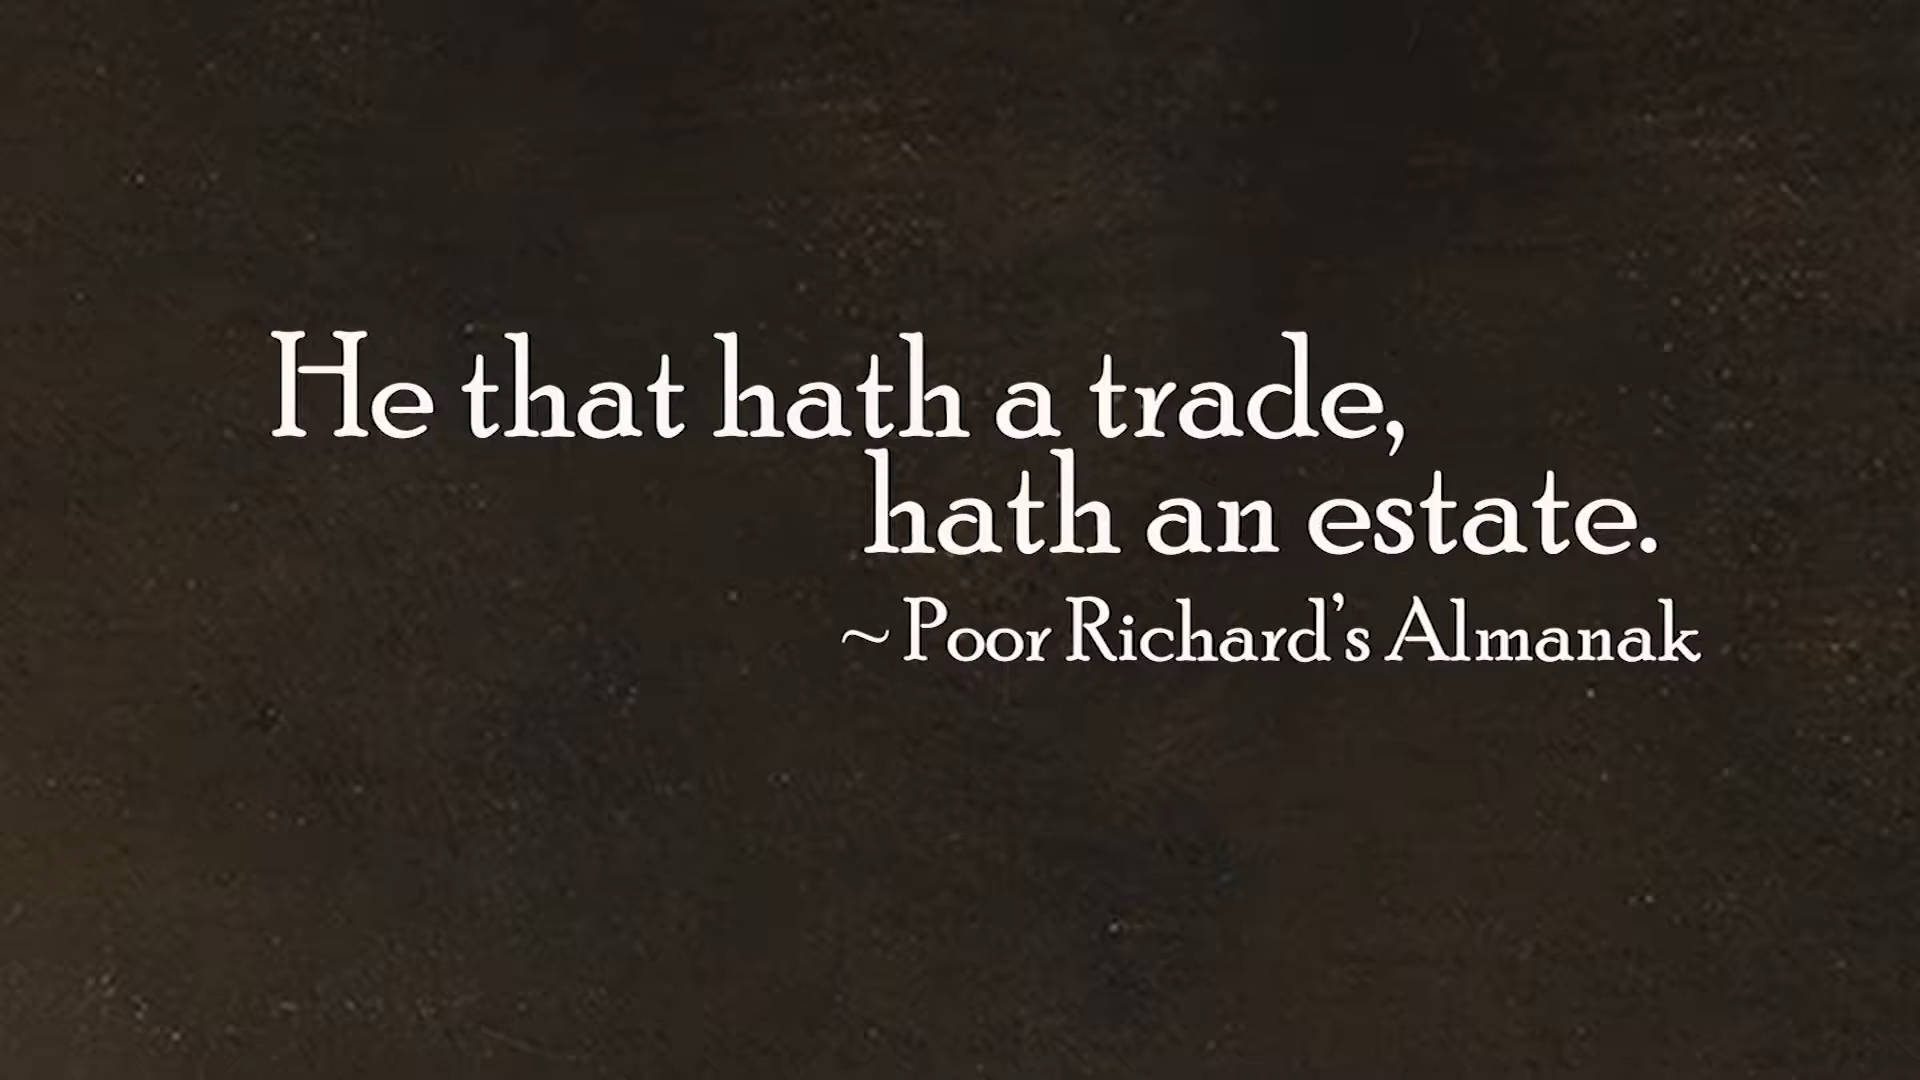 He that hath a trade,
hath an estate.
~Poor Richard's Almanak